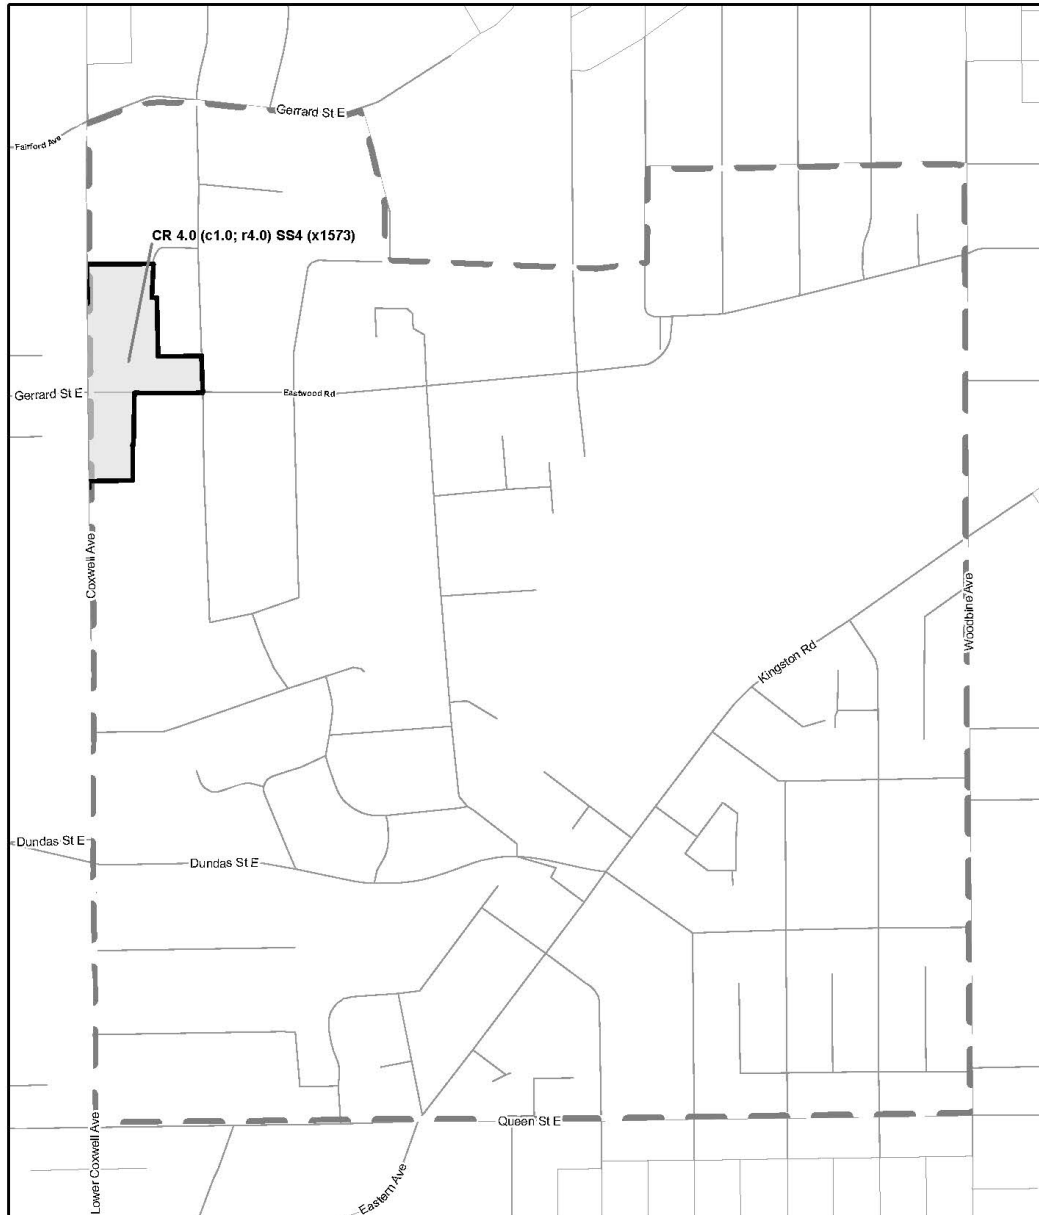 Gerrard St E
Fairford Ave
CR 4.0 (c1.0; r4.0) SS4 (x1573)
Gerrard St E
Eastwood Rd
Coxwell Ave
Woodbine Ave
Kingston Rd
Dundas St E
Dundas St E
Queen St E
Lower Coxwell Ave
Eastern Ave